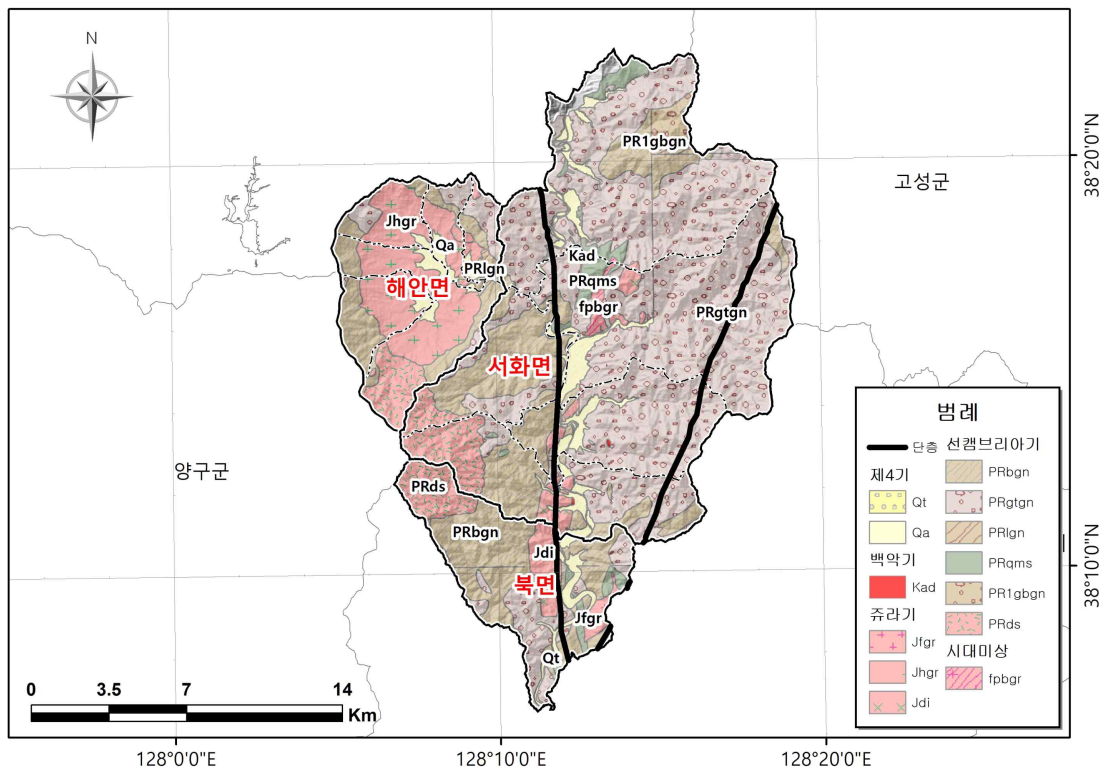 N
고성군
38°20'0"N
PR1gbgn
Jhgr
Qa
PRlgn
Kad
PRqms
fpbgr
PRgtgn
해안면
서화면
양구군
PRds
PRbgn
Jdi
북면
Jfgr
Qt
38°10'0"N
범례
단층
제4기
Qt
Qa
백악기
Kad
쥬라기
Jfgr
Jhgr
Jdi
선캠브리아기
PRbgn
PRgtgn
PRlgn
PRqms
PR1gbgn
PRds
시대미상
fpbgr
0 3.5 7 14
Km
128°0'0"E 128°10'0"E 128°20'0"E